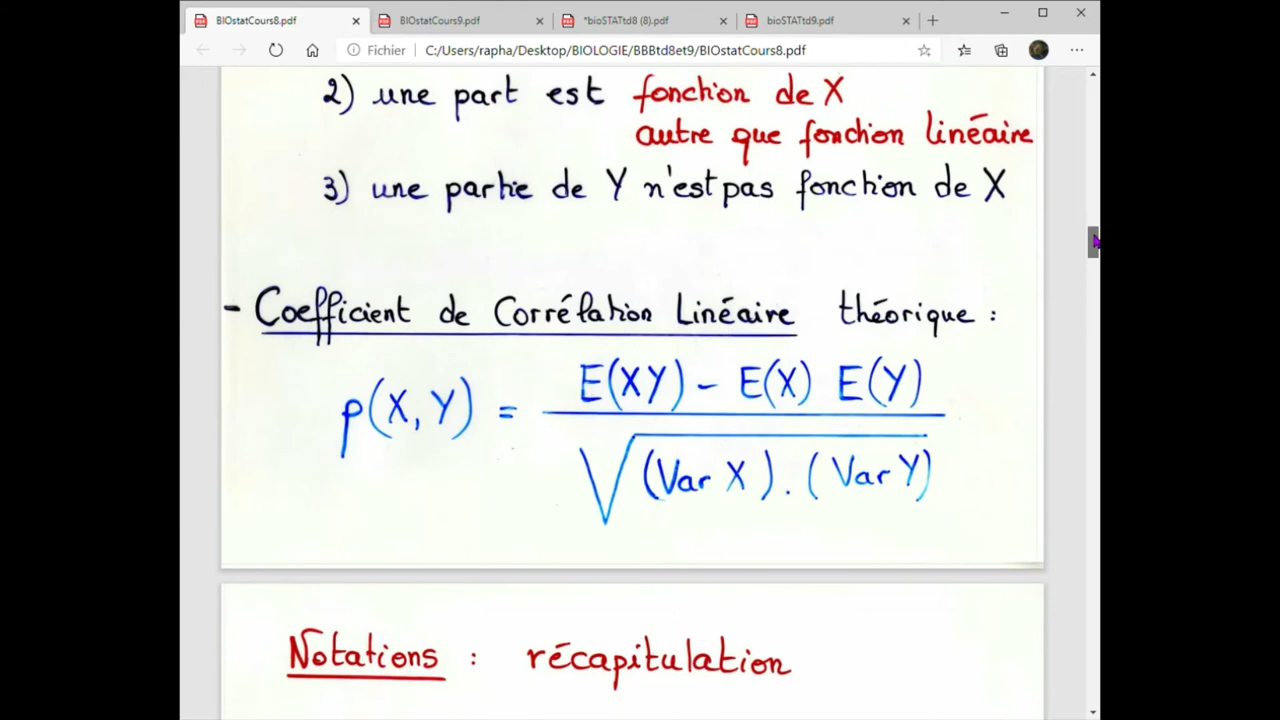 BIOstatCours8.pdf
BIOstatCours9.pdf
*bioSTATtd8 (8).pdf
bioSTATtd9.pdf
Fichier C:/Users/rapha/Desktop/BIOLOGIE/BBBtd8et9/BIOstatCours8.pdf
2) une part est fonction de X
autre que fonction linéaire
3) une partie de Y n'est pas fonction de X
- Coefficient de Corrélation Linéaire théorique :
ρ(X, Y) = E(XY) - E(X) E(Y)
√(Var X). (Var Y)
Notations : récapitulation